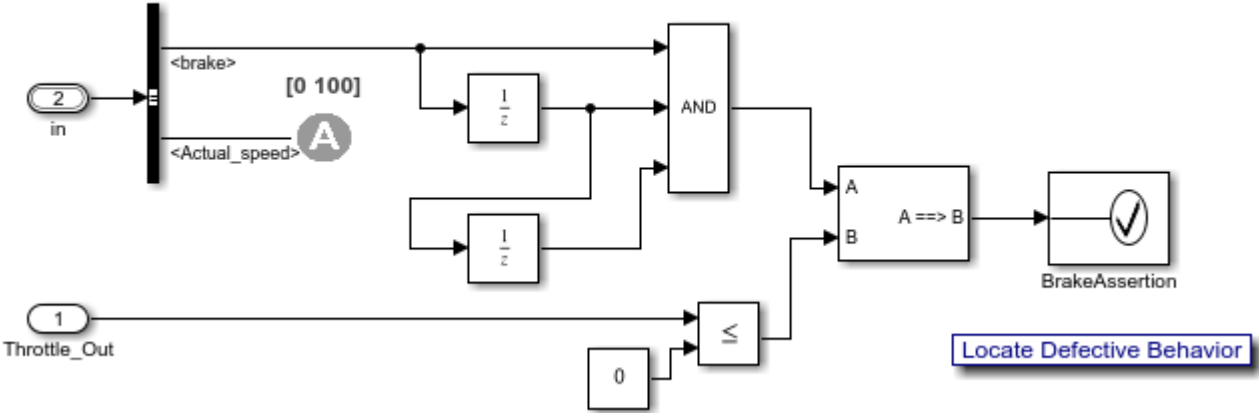 <brake>
[0 100]
2
in
1
z
AND
A
<Actual_speed>
A
A ==> B
B
1
z
BrakeAssertion
1
Throttle_Out
≤
0
Locate Defective Behavior